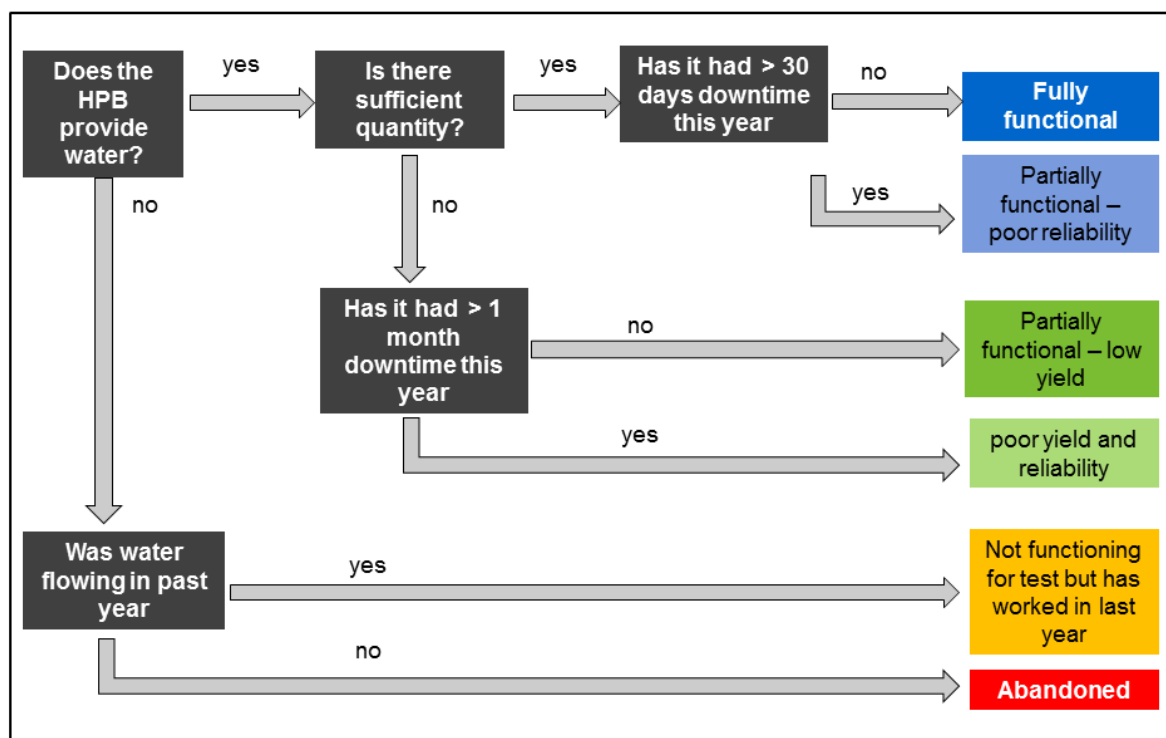 Does the
HPB
provide
water?
yes
Is there
sufficient
quantity?
yes
Has it had > 30
days downtime
this year
no
Fully
functional
yes
Partially
functional –
poor reliability
no
no
Has it had > 1
month
downtime this
year
no
Partially
functional – low
yield
yes
poor yield and
reliability
Was water
flowing in past
year
yes
Not functioning
for test but has
worked in last
year
no
Abandoned